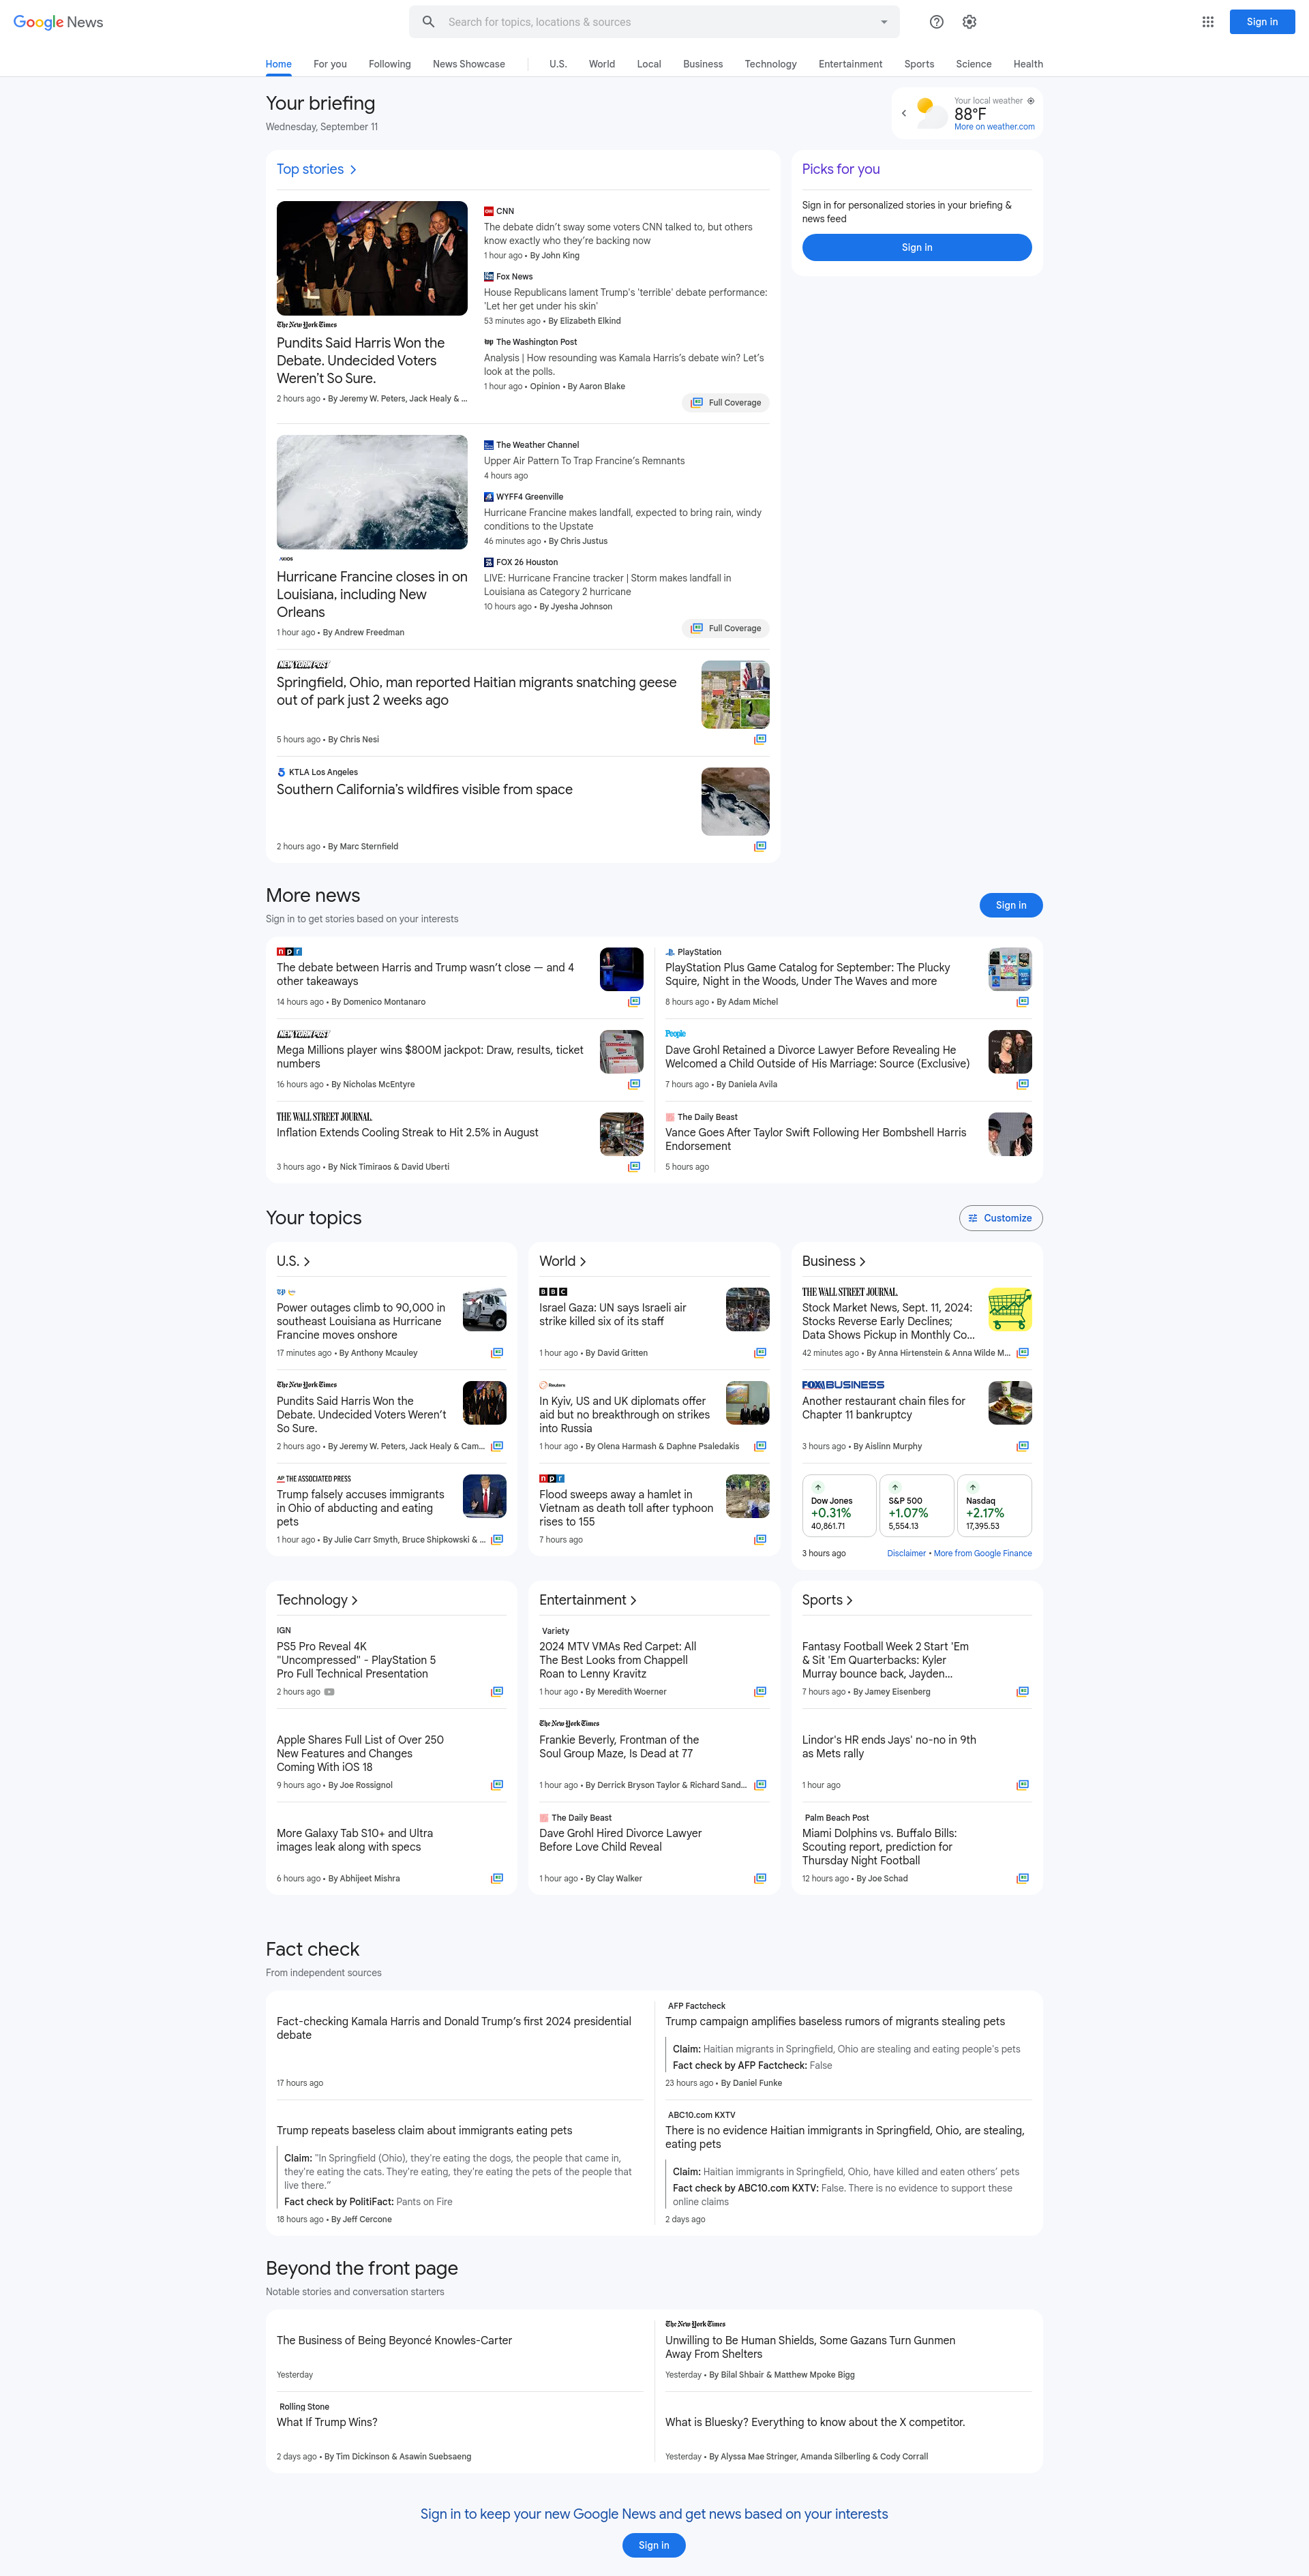 Google News
Search for topics, locations & sources
Sign in
Home
For you
Following
News Showcase
U.S.
World
Local
Business
Technology
Entertainment
Sports
Science
Health
Your briefing
Wednesday, September 11
Your local weather
88°F
More on weather.com
Top stories
The New York Times
Pundits Said Harris Won the
Debate. Undecided Voters
Weren't So Sure.
2 hours ago • By Jeremy W. Peters, Jack Healy & ...
CNN
The debate didn't sway some voters CNN talked to, but others
know exactly who they're backing now
1 hour ago • By John King
Fox News
House Republicans lament Trump's 'terrible' debate performance:
'Let her get under his skin'
53 minutes ago • By Elizabeth Elkind
The Washington Post
Analysis | How resounding was Kamala Harris's debate win? Let's
look at the polls.
1 hour ago • Opinion • By Aaron Blake
Full Coverage
Picks for you
Sign in for personalized stories in your briefing &
news feed
Sign in
AXIOS
Hurricane Francine closes in on
Louisiana, including New
Orleans
1 hour ago • By Andrew Freedman
The Weather Channel
Upper Air Pattern To Trap Francine's Remnants
4 hours ago
WYFF4 Greenville
Hurricane Francine makes landfall, expected to bring rain, windy
conditions to the Upstate
46 minutes ago • By Chris Justus
FOX 26 Houston
LIVE: Hurricane Francine tracker | Storm makes landfall in
Louisiana as Category 2 hurricane
10 hours ago • By Jyesha Johnson
Full Coverage
NEW YORK POST
Springfield, Ohio, man reported Haitian migrants snatching geese
out of park just 2 weeks ago
5 hours ago • By Chris Nesi
KTLA Los Angeles
Southern California's wildfires visible from space
2 hours ago • By Marc Sternfield
More news
Sign in to get stories based on your interests
Sign in
npr
The debate between Harris and Trump wasn't close — and 4
other takeaways
14 hours ago • By Domenico Montanaro
PlayStation
PlayStation Plus Game Catalog for September: The Plucky
Squire, Night in the Woods, Under The Waves and more
8 hours ago • By Adam Michel
NEW YORK POST
Mega Millions player wins $800M jackpot: Draw, results, ticket
numbers
16 hours ago • By Nicholas McEntyre
People
Dave Grohl Retained a Divorce Lawyer Before Revealing He
Welcomed a Child Outside of His Marriage: Source (Exclusive)
7 hours ago • By Daniela Avila
THE WALL STREET JOURNAL.
Inflation Extends Cooling Streak to Hit 2.5% in August
3 hours ago • By Nick Timiraos & David Uberti
The Daily Beast
Vance Goes After Taylor Swift Following Her Bombshell Harris
Endorsement
5 hours ago
Your topics
Customize
U.S.
Power outages climb to 90,000 in
southeast Louisiana as Hurricane
Francine moves onshore
17 minutes ago • By Anthony Mcauley
The New York Times
Pundits Said Harris Won the
Debate. Undecided Voters Weren't
So Sure.
2 hours ago • By Jeremy W. Peters, Jack Healy & Cam...
AP THE ASSOCIATED PRESS
Trump falsely accuses immigrants
in Ohio of abducting and eating
pets
1 hour ago • By Julie Carr Smyth, Bruce Shipkowski & ...
World
BBC
Israel Gaza: UN says Israeli air
strike killed six of its staff
1 hour ago • By David Gritten
Reuters
In Kyiv, US and UK diplomats offer
aid but no breakthrough on strikes
into Russia
1 hour ago • By Olena Harmash & Daphne Psaledakis
npr
Flood sweeps away a hamlet in
Vietnam as death toll after typhoon
rises to 155
7 hours ago
Business
THE WALL STREET JOURNAL.
Stock Market News, Sept. 11, 2024:
Stocks Reverse Early Declines;
Data Shows Pickup in Monthly Co...
42 minutes ago • By Anna Hirtenstein & Anna Wilde M...
FOX BUSINESS
Another restaurant chain files for
Chapter 11 bankruptcy
3 hours ago • By Aislinn Murphy
Dow Jones
+0.31%
40,861.71
S&P 500
+1.07%
5,554.13
Nasdaq
+2.17%
17,395.53
3 hours ago
Disclaimer • More from Google Finance
Technology
IGN
PS5 Pro Reveal 4K
"Uncompressed" - PlayStation 5
Pro Full Technical Presentation
2 hours ago
Apple Shares Full List of Over 250
New Features and Changes
Coming With iOS 18
9 hours ago • By Joe Rossignol
More Galaxy Tab S10+ and Ultra
images leak along with specs
6 hours ago • By Abhijeet Mishra
Entertainment
Variety
2024 MTV VMAs Red Carpet: All
The Best Looks from Chappell
Roan to Lenny Kravitz
1 hour ago • By Meredith Woerner
The New York Times
Frankie Beverly, Frontman of the
Soul Group Maze, Is Dead at 77
1 hour ago • By Derrick Bryson Taylor & Richard Sand...
The Daily Beast
Dave Grohl Hired Divorce Lawyer
Before Love Child Reveal
1 hour ago • By Clay Walker
Sports
Fantasy Football Week 2 Start 'Em
& Sit 'Em Quarterbacks: Kyler
Murray bounce back, Jayden...
7 hours ago • By Jamey Eisenberg
Lindor's HR ends Jays' no-no in 9th
as Mets rally
1 hour ago
Palm Beach Post
Miami Dolphins vs. Buffalo Bills:
Scouting report, prediction for
Thursday Night Football
12 hours ago • By Joe Schad
Fact check
From independent sources
Fact-checking Kamala Harris and Donald Trump's first 2024 presidential
debate
17 hours ago
AFP Factcheck
Trump campaign amplifies baseless rumors of migrants stealing pets
Claim: Haitian migrants in Springfield, Ohio are stealing and eating people's pets
Fact check by AFP Factcheck: False
23 hours ago • By Daniel Funke
Trump repeats baseless claim about immigrants eating pets
Claim: "In Springfield (Ohio), they're eating the dogs, the people that came in,
they're eating the cats. They're eating, they're eating the pets of the people that
live there."
Fact check by PolitiFact: Pants on Fire
18 hours ago • By Jeff Cercone
ABC10.com KXTV
There is no evidence Haitian immigrants in Springfield, Ohio, are stealing,
eating pets
Claim: Haitian immigrants in Springfield, Ohio, have killed and eaten others' pets
Fact check by ABC10.com KXTV: False. There is no evidence to support these
online claims
2 days ago
Beyond the front page
Notable stories and conversation starters
The Business of Being Beyoncé Knowles-Carter
Yesterday
The New York Times
Unwilling to Be Human Shields, Some Gazans Turn Gunmen
Away From Shelters
Yesterday • By Bilal Shbair & Matthew Mpoke Bigg
Rolling Stone
What If Trump Wins?
2 days ago • By Tim Dickinson & Asawin Suebsaeng
What is Bluesky? Everything to know about the X competitor.
Yesterday • By Alyssa Mae Stringer, Amanda Silberling & Cody Corrall
Sign in to keep your new Google News and get news based on your interests
Sign in